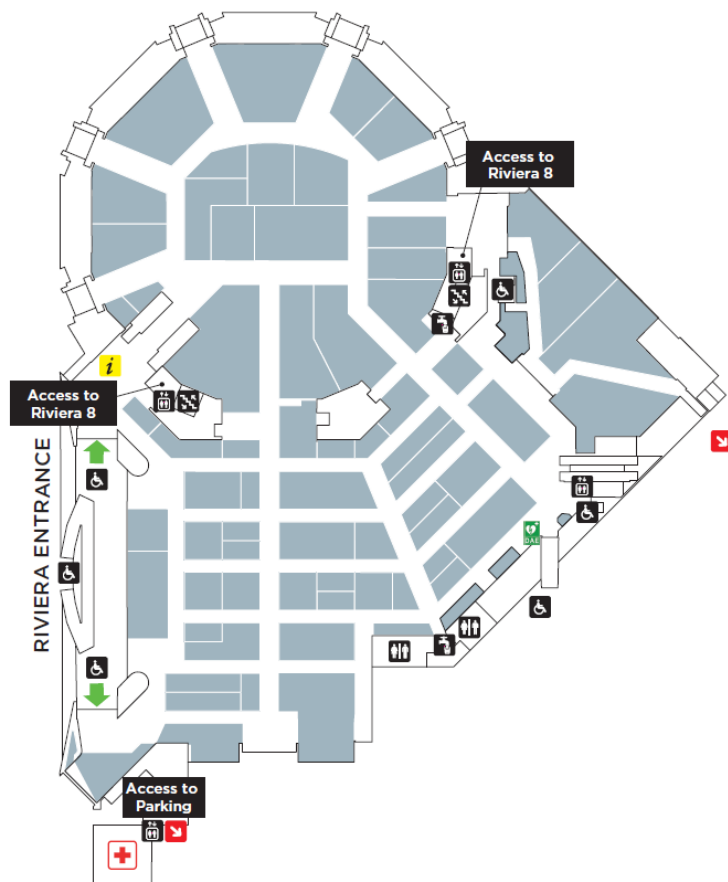 Access to
Riviera 8
i
Access to
Riviera 8
RIVIERA ENTRANCE
DAE
Access to
Parking